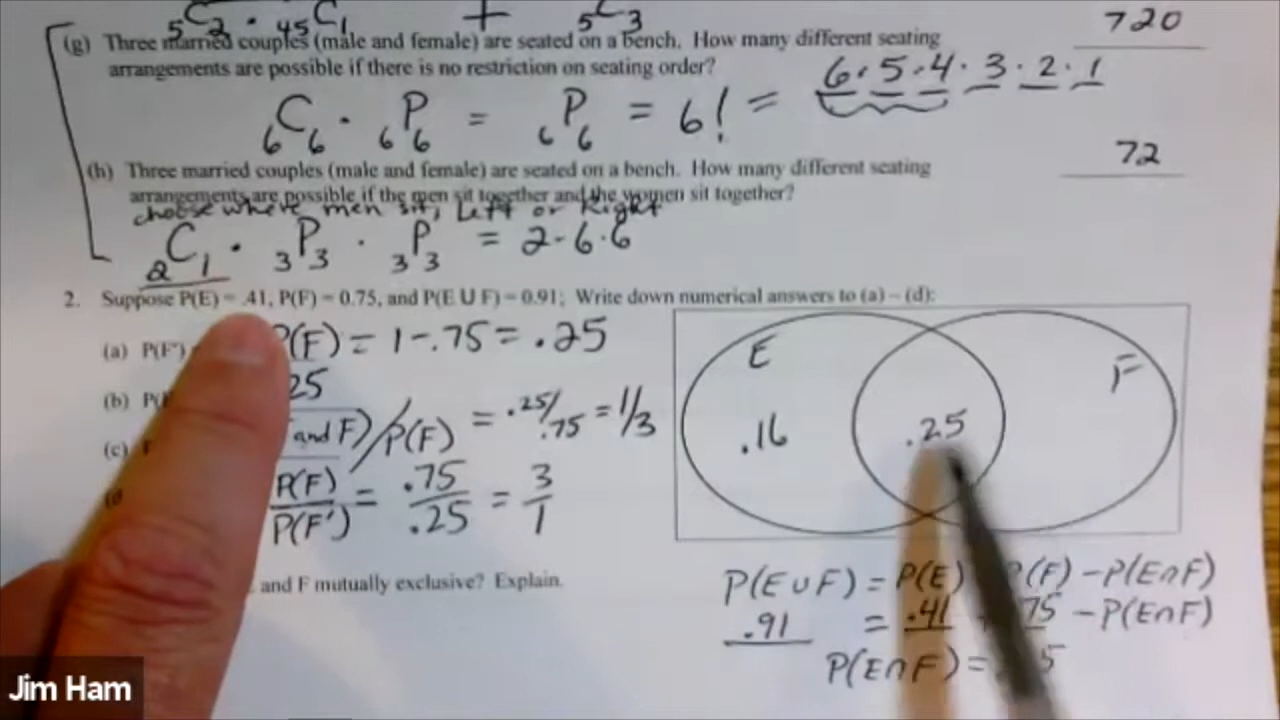 5C2 · 45C1 + 5C3
720
(g) Three married couples (male and female) are seated on a bench. How many different seating
arrangements are possible if there is no restriction on seating order?
6·5·4·3·2·1
6C6 · 6P6 = 6P6 = 6! =
72
(h) Three married couples (male and female) are seated on a bench. How many different seating
arrangements are possible if the men sit together and the women sit together?
choose where men sit, Left or Right
2C1 · 3P3 · 3P3 = 2·6·6
2. Suppose P(E) = .41, P(F) = 0.75, and P(E U F) = 0.91; Write down numerical answers to (a) – (d):
(a) P(F') P(F) = 1-.75 = .25
(b) 25
(c) and F)/P(F) = .25/.75 = 1/3
(d P(F)/P(F') = .75/.25 = 3/1
and F mutually exclusive? Explain.
E
F
.16
.25
P(E∪F) = P(E) P(F) – P(E∩F)
.91 = .41 75 – P(E∩F)
P(E∩F) = 5
Jim Ham